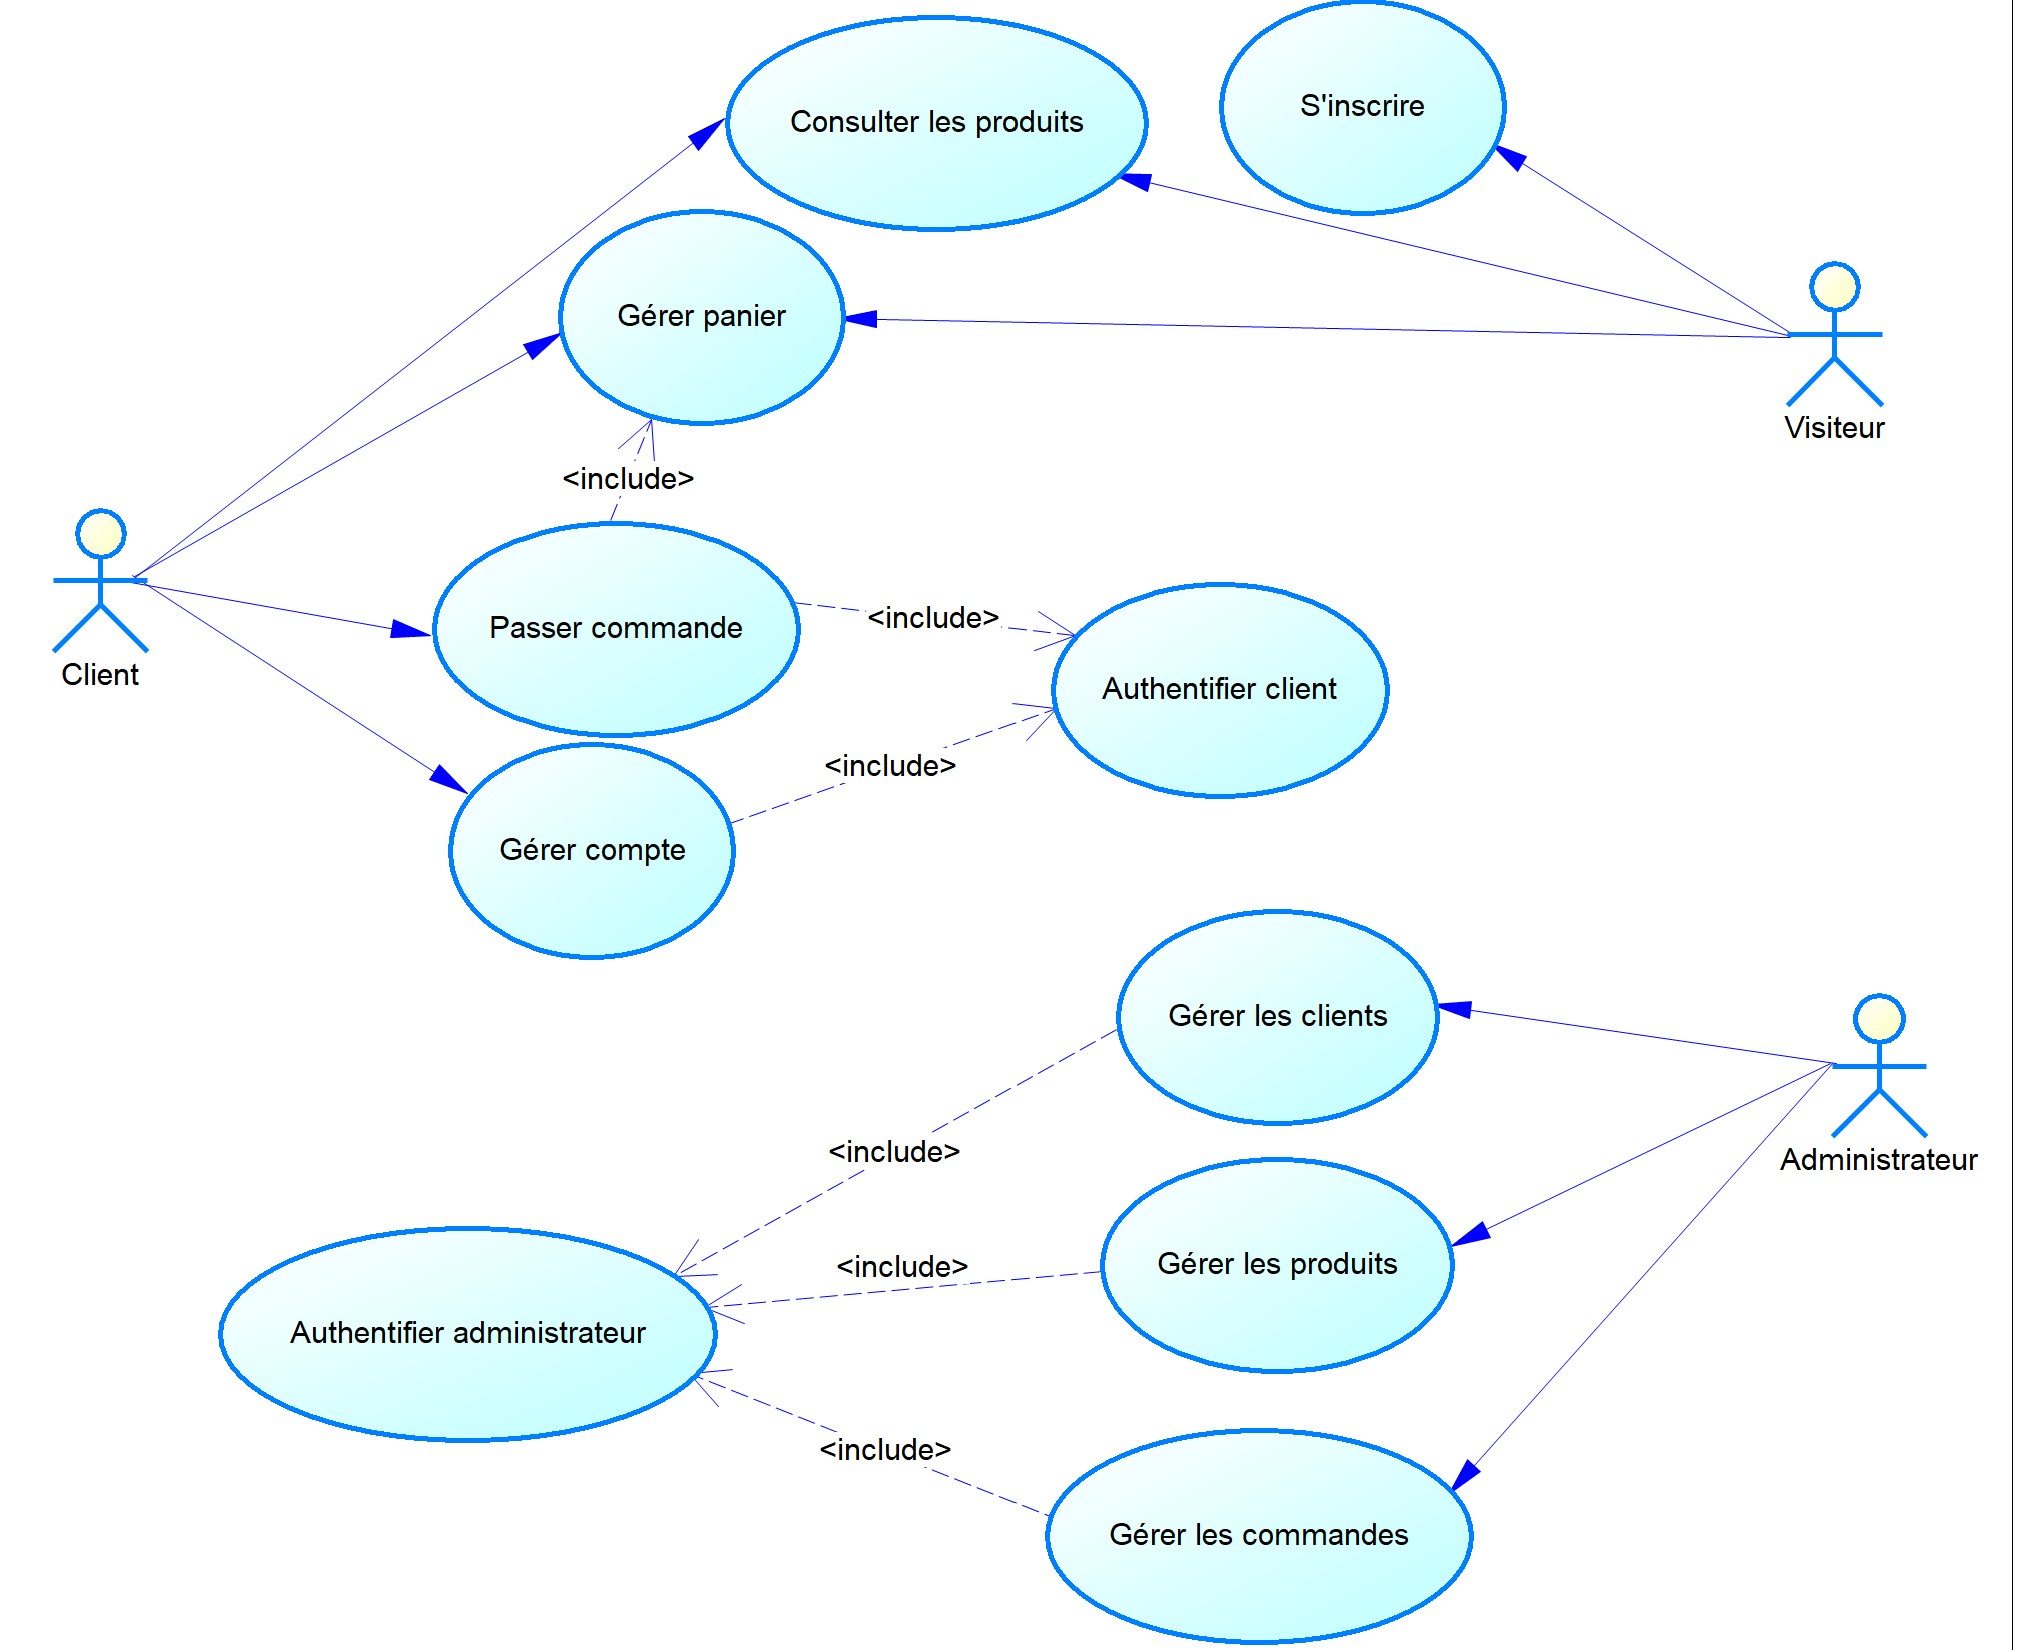 S'inscrire
Consulter les produits
Gérer panier
Visiteur
<include>
<include>
Passer commande
Client
Authentifier client
<include>
Gérer compte
Gérer les clients
<include>
Administrateur
Gérer les produits
<include>
Authentifier administrateur
<include>
Gérer les commandes